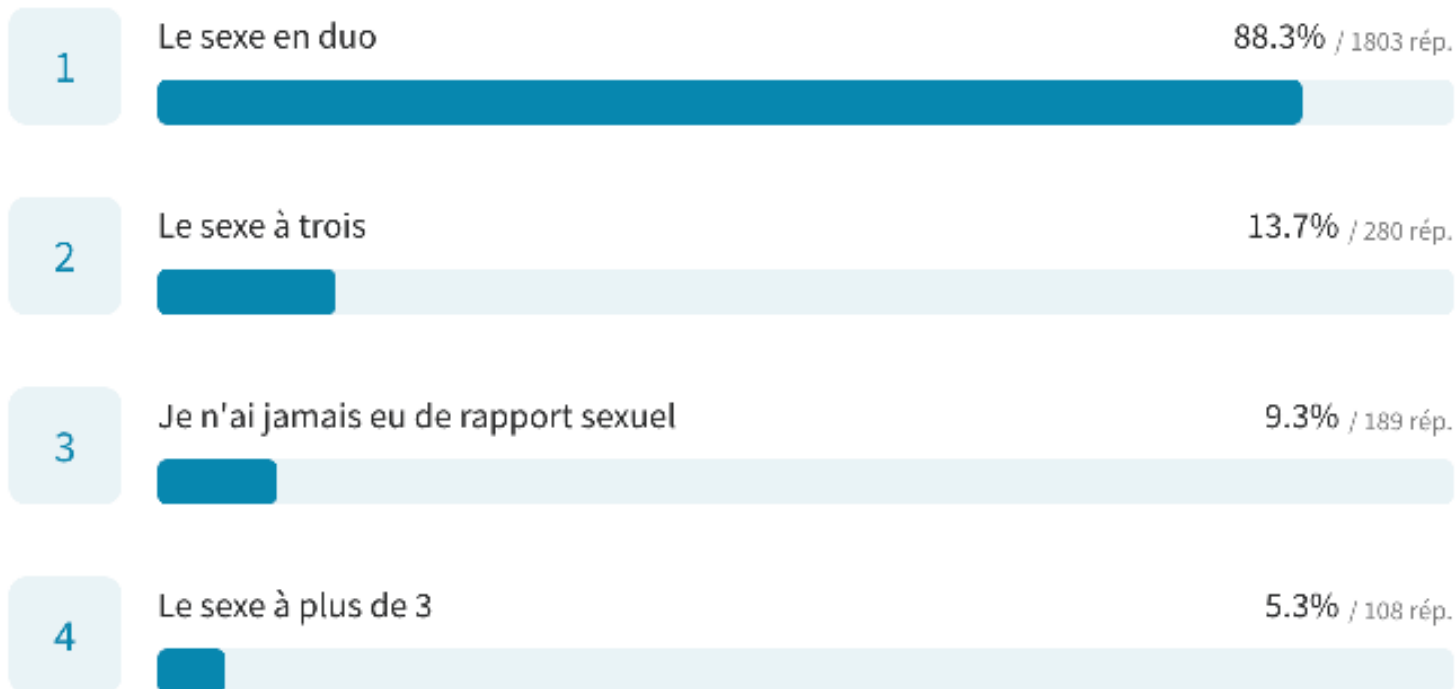 1
Le sexe en duo 88.3% / 1803 rép.
2
Le sexe à trois 13.7% / 280 rép.
3
Je n'ai jamais eu de rapport sexuel 9.3% / 189 rép.
4
Le sexe à plus de 3 5.3% / 108 rép.